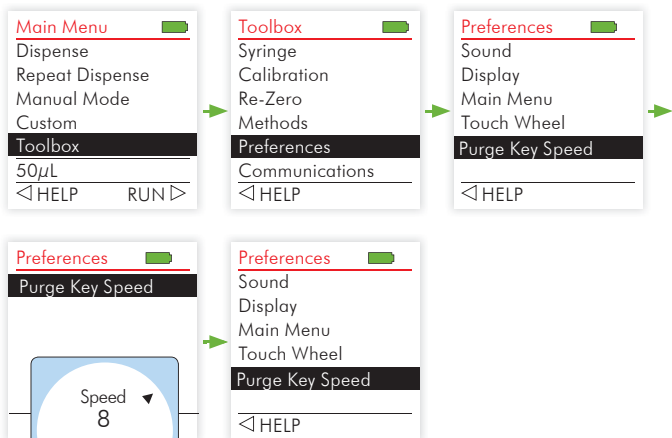 Main Menu
Dispense
Repeat Dispense
Manual Mode
Custom
Toolbox
50µL
HELP RUN
Toolbox
Syringe
Calibration
Re-Zero
Methods
Preferences
Communications
HELP
Preferences
Sound
Display
Main Menu
Touch Wheel
Purge Key Speed
HELP
Preferences
Purge Key Speed
Speed
8
Preferences
Sound
Display
Main Menu
Touch Wheel
Purge Key Speed
HELP